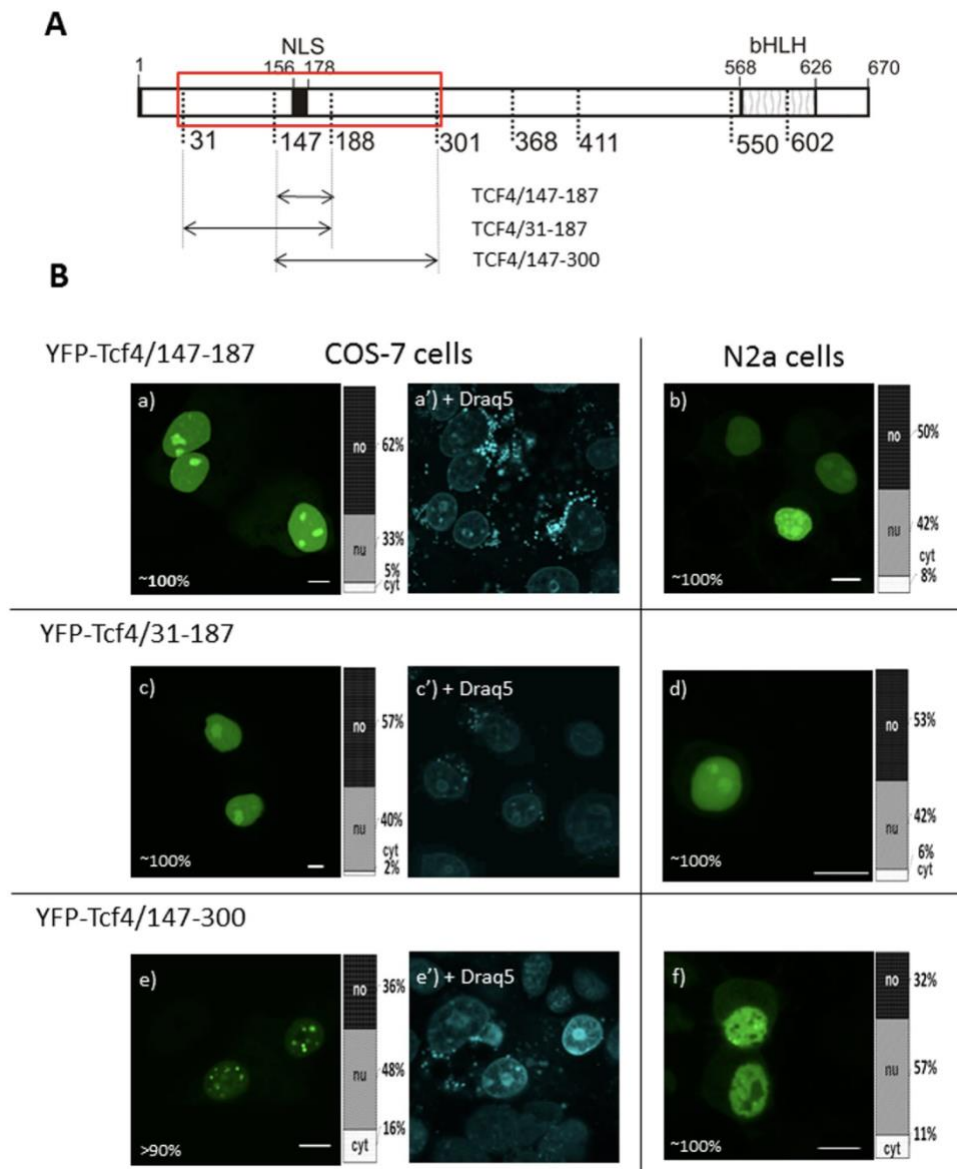 A
NLS
bHLH
1
156 178
568
626
670
31
147
188
301
368
411
550
602
TCF4/147-187
TCF4/31-187
TCF4/147-300
B
YFP-Tcf4/147-187
COS-7 cells
N2a cells
a)
~100%
no
62%
nu
33%
5%
cyt
a') + Draq5
b)
~100%
no
50%
nu
42%
cyt
8%
YFP-Tcf4/31-187
c)
~100%
no
57%
nu
40%
cyt
2%
c') + Draq5
d)
~100%
no
53%
nu
42%
6%
cyt
YFP-Tcf4/147-300
e)
>90%
no
36%
nu
48%
16%
cyt
e') + Draq5
f)
~100%
no
32%
nu
57%
11%
cyt